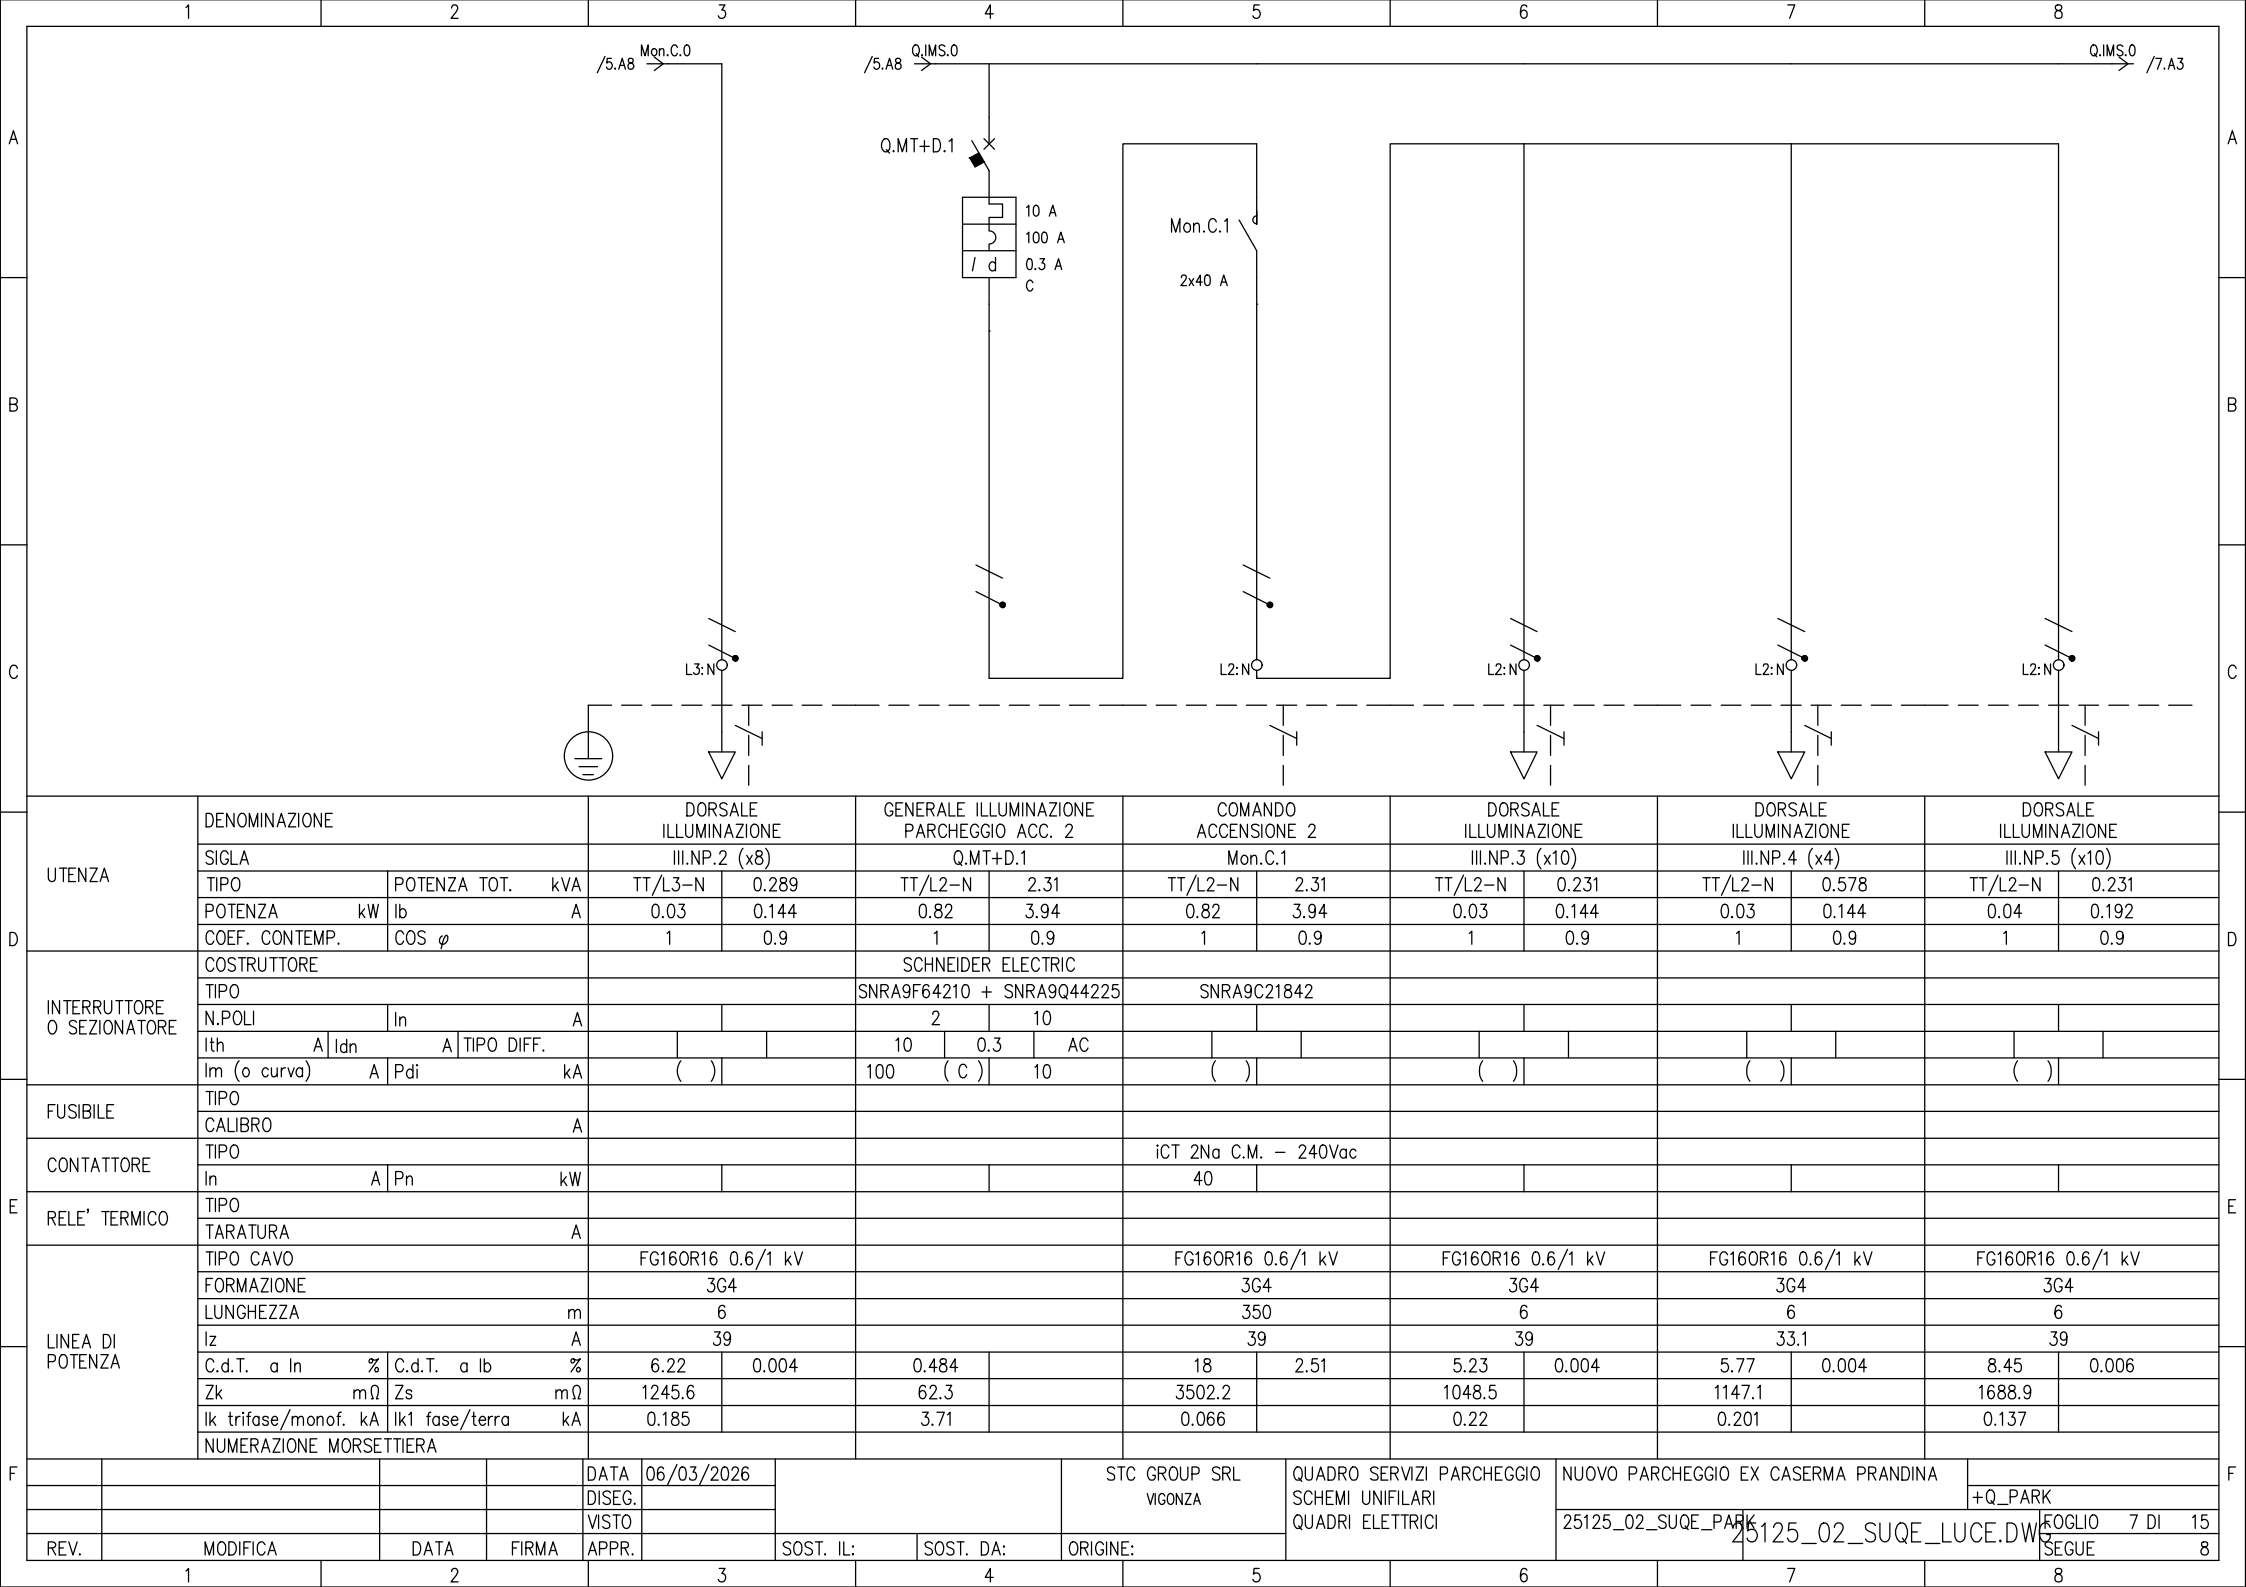 1 2 3 4 5 6 7 8
Mon.C.0 Q.IMS.0 Q.IMS.0
/5.A8 /5.A8 /7.A3
A Q.MT+D.1 A
10 A
100 A Mon.C.1
I d 0.3 A
C 2x40 A
B B
C L3:N L2:N L2:N L2:N L2:N C
UTENZA
DENOMINAZIONE DORSALE ILLUMINAZIONE GENERALE ILLUMINAZIONE PARCHEGGIO ACC. 2 COMANDO ACCENSIONE 2 DORSALE ILLUMINAZIONE DORSALE ILLUMINAZIONE DORSALE ILLUMINAZIONE
SIGLA III.NP.2 (x8) Q.MT+D.1 Mon.C.1 III.NP.3 (x10) III.NP.4 (x4) III.NP.5 (x10)
TIPO POTENZA TOT. kVA TT/L3-N 0.289 TT/L2-N 2.31 TT/L2-N 2.31 TT/L2-N 0.231 TT/L2-N 0.578 TT/L2-N 0.231
POTENZA kW Ib A 0.03 0.144 0.82 3.94 0.82 3.94 0.03 0.144 0.03 0.144 0.04 0.192
D COEF. CONTEMP. COS φ 1 0.9 1 0.9 1 0.9 1 0.9 1 0.9 1 0.9 D
INTERRUTTORE
O SEZIONATORE
COSTRUTTORE SCHNEIDER ELECTRIC
TIPO SNRA9F64210 + SNRA9Q44225 SNRA9C21842
N.POLI In A 2 10
Ith A Idn A TIPO DIFF. 10 0.3 AC
Im (o curva) A Pdi kA ( ) 100 ( C ) 10 ( ) ( ) ( ) ( )
FUSIBILE
TIPO
CALIBRO A
CONTATTORE
TIPO iCT 2Na C.M. - 240Vac
In A Pn kW 40
E RELE' TERMICO E
TIPO
TARATURA A
LINEA DI
POTENZA
TIPO CAVO FG16OR16 0.6/1 kV FG16OR16 0.6/1 kV FG16OR16 0.6/1 kV FG16OR16 0.6/1 kV FG16OR16 0.6/1 kV
FORMAZIONE 3G4 3G4 3G4 3G4 3G4
LUNGHEZZA m 6 350 6 6 6
Iz A 39 39 39 33.1 39
C.d.T. a In % C.d.T. a Ib % 6.22 0.004 0.484 18 2.51 5.23 0.004 5.77 0.004 8.45 0.006
Zk mΩ Zs mΩ 1245.6 62.3 3502.2 1048.5 1147.1 1688.9
Ik trifase/monof. kA Ik1 fase/terra kA 0.185 3.71 0.066 0.22 0.201 0.137
NUMERAZIONE MORSETTIERA
F DATA 06/03/2026 STC GROUP SRL QUADRO SERVIZI PARCHEGGIO NUOVO PARCHEGGIO EX CASERMA PRANDINA F
DISEG. VIGONZA SCHEMI UNIFILARI +Q_PARK
VISTO QUADRI ELETTRICI 25125_02_SUQE_PARK 25125_02_SUQE_LUCE.DWG FOGLIO 7 DI 15
REV. MODIFICA DATA FIRMA APPR. SOST. IL: SOST. DA: ORIGINE: SEGUE 8
1 2 3 4 5 6 7 8